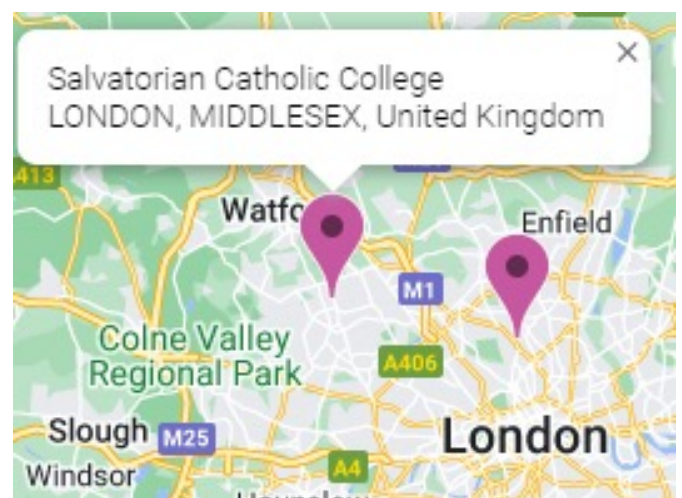 Salvatorian Catholic College
LONDON, MIDDLESEX, United Kingdom
A413
Watfo
Enfield
M1
Colne Valley
Regional Park
A406
Slough
M25
London
Windsor
A4